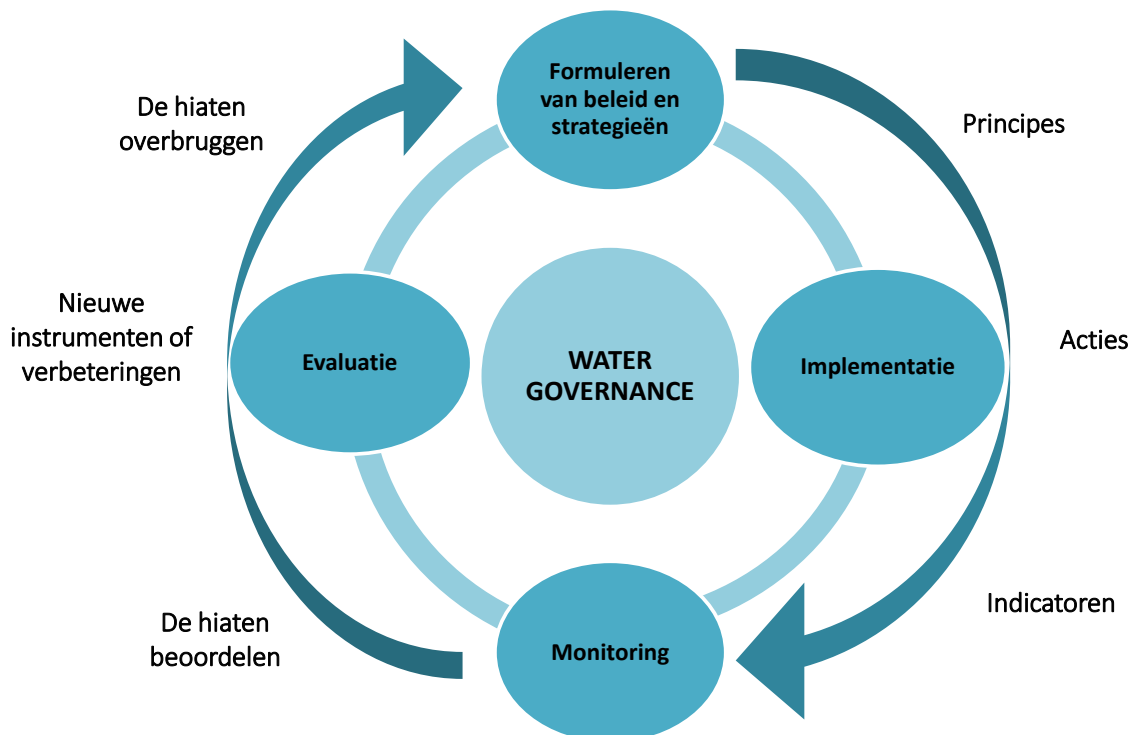 Formuleren
van beleid en
strategieën
De hiaten
overbruggen
Principes
Nieuwe
instrumenten of
verbeteringen
Evaluatie
WATER
GOVERNANCE
Implementatie
Acties
De hiaten
beoordelen
Monitoring
Indicatoren